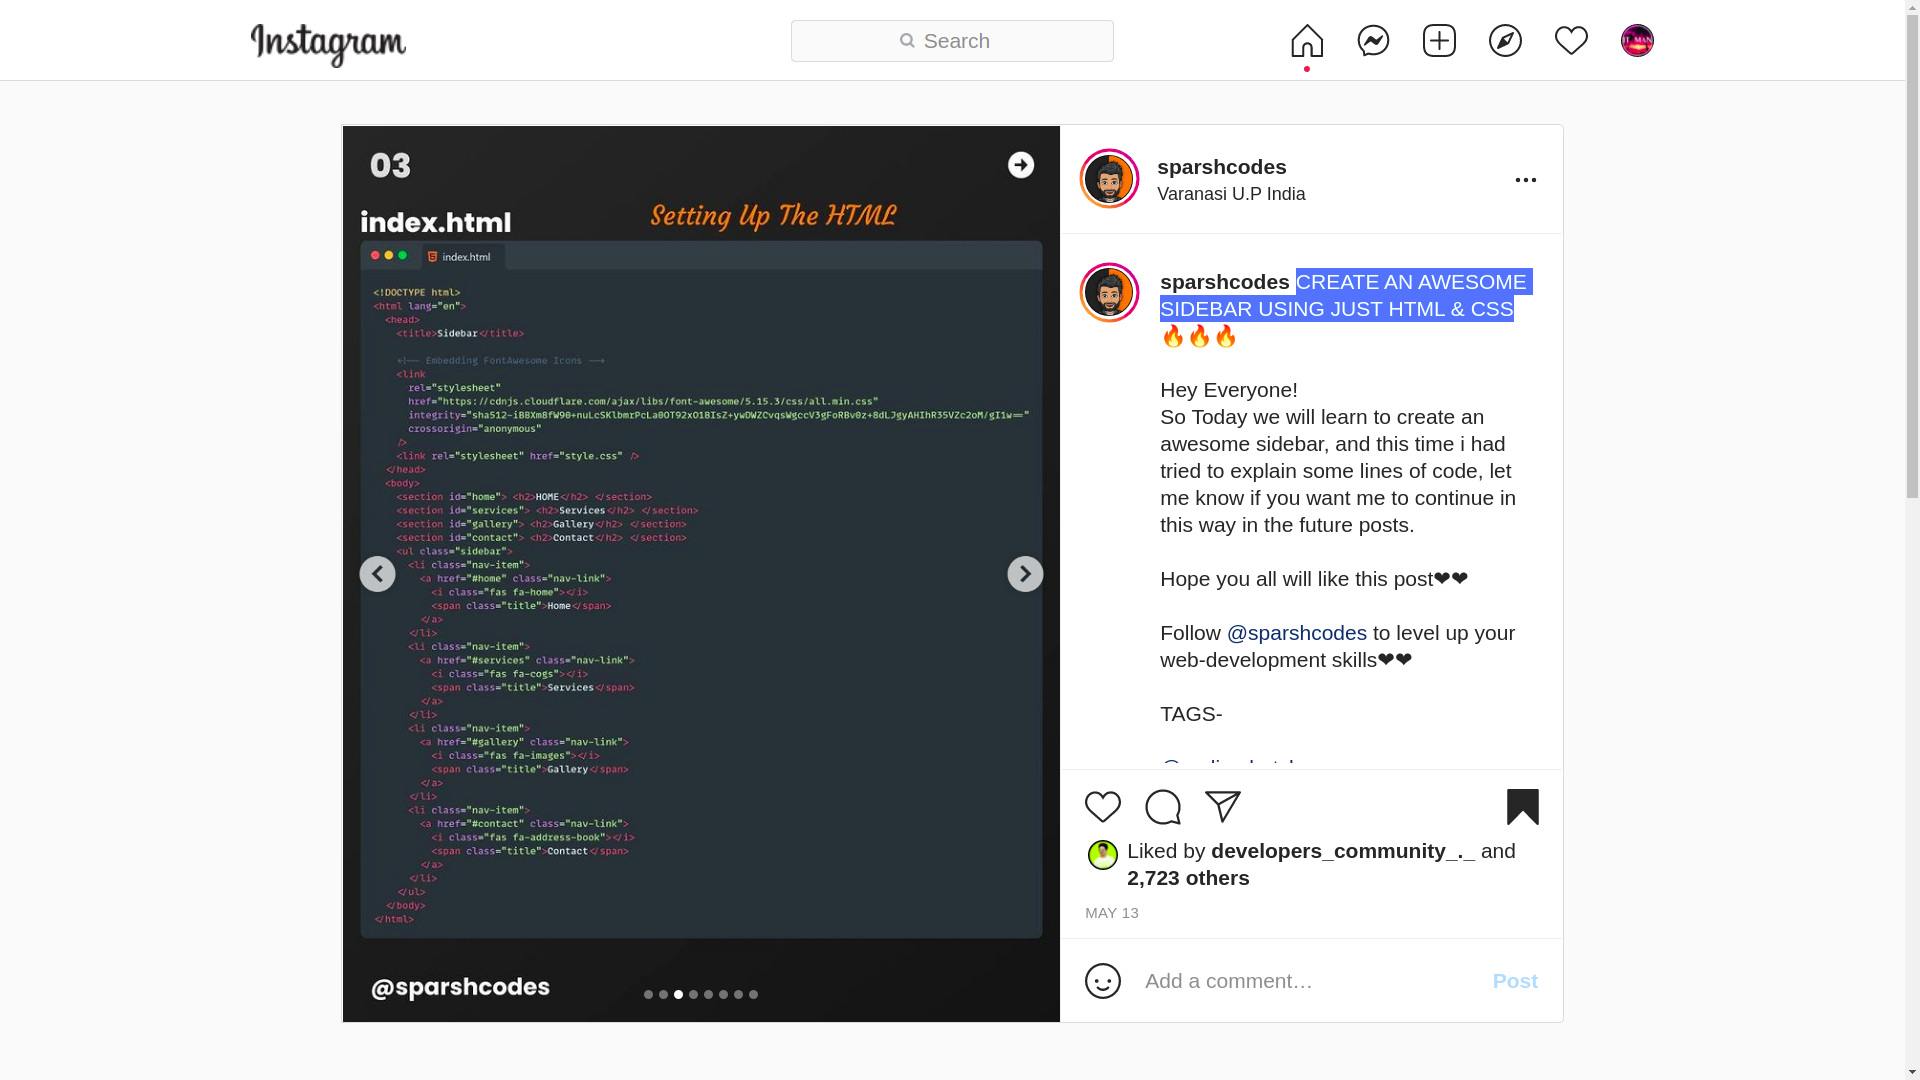 Instagram
Search
03
index.html
Setting Up The HTML
index.html
<!DOCTYPE html>
<html lang="en">
<head>
<title>Sidebar</title>
<!-- Embedding FontAwesome Icons -->
<link
rel="stylesheet"
href="https://cdnjs.cloudflare.com/ajax/libs/font-awesome/5.15.3/css/all.min.css"
crossorigin="anonymous"
/>
<link rel="stylesheet" href="style.css" />
</head>
<body>
<section id="home"> <h2>HOME</h2> </section>
<section id="services"> <h2>Services</h2> </section>
<section id="gallery"> <h2>Gallery</h2> </section>
<section id="contact"> <h2>Contact</h2> </section>
<ul class="sidebar">
<li class="nav-item">
<a href="#home" class="nav-link">
<i class="fas fa-home"></i>
<span class="title">Home</span>
</a>
</li>
<li class="nav-item">
<a href="#services" class="nav-link">
<i class="fas fa-cogs"></i>
<span class="title">Services</span>
</a>
</li>
<li class="nav-item">
<a href="#gallery" class="nav-link">
<i class="fas fa-images"></i>
<span class="title">Gallery</span>
</a>
</li>
<li class="nav-item">
<a href="#contact" class="nav-link">
<i class="fas fa-address-book"></i>
<span class="title">Contact</span>
</a>
</li>
</ul>
</body>
</html>
@sparshcodes
sparshcodes
Varanasi U.P India
sparshcodes CREATE AN AWESOME
SIDEBAR USING JUST HTML & CSS
🔥🔥🔥
Hey Everyone!
So Today we will learn to create an
awesome sidebar, and this time i had
tried to explain some lines of code, let
me know if you want me to continue in
this way in the future posts.
Hope you all will like this post❤❤
Follow @sparshcodes to level up your
web-development skills❤❤
TAGS-
Liked by developers_community_._ and
2,723 others
MAY 13
Add a comment…
Post